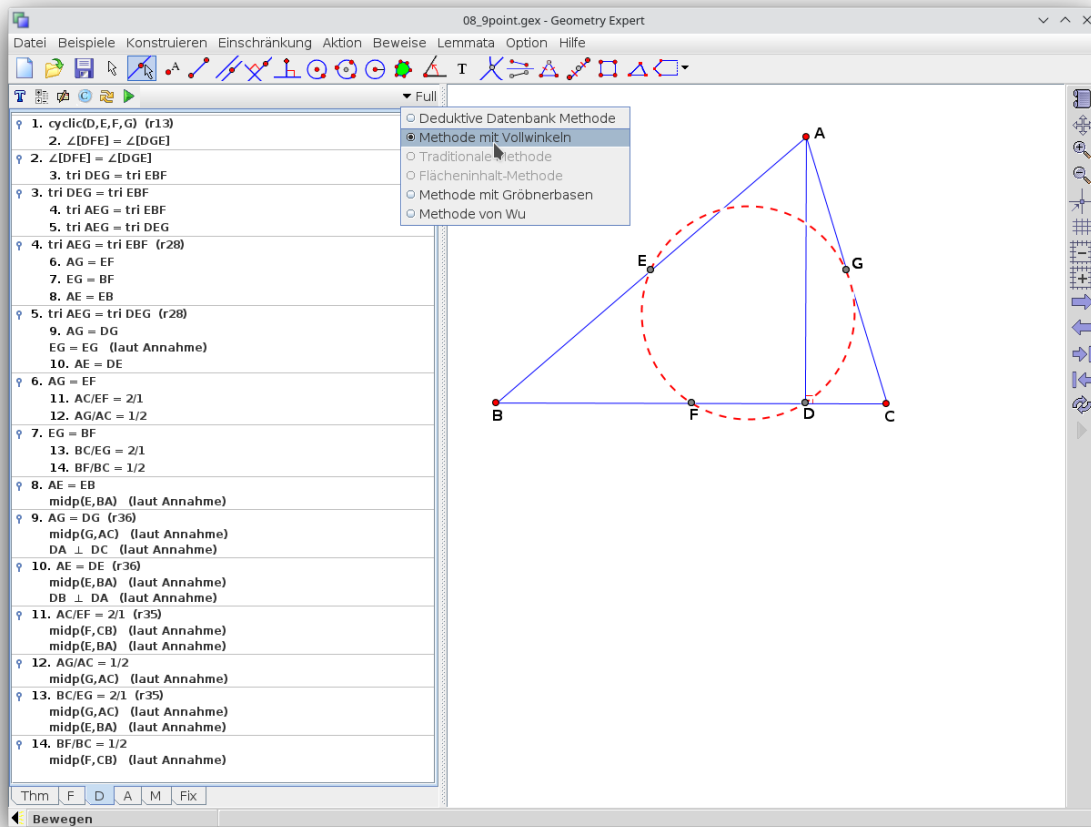 08_9point.gex - Geometry Expert
Datei Beispiele Konstruieren Einschränkung Aktion Beweise Lemmata Option Hilfe
A T
T C Full
1. cyclic(D,E,F,G) (r13)
2. ∠[DFE] = ∠[DGE]
2. ∠[DFE] = ∠[DGE]
3. tri DEG = tri EBF
3. tri DEG = tri EBF
4. tri AEG = tri EBF
5. tri AEG = tri DEG
4. tri AEG = tri EBF (r28)
6. AG = EF
7. EG = BF
8. AE = EB
5. tri AEG = tri DEG (r28)
9. AG = DG
EG = EG (laut Annahme)
10. AE = DE
6. AG = EF
11. AC/EF = 2/1
12. AG/AC = 1/2
7. EG = BF
13. BC/EG = 2/1
14. BF/BC = 1/2
8. AE = EB
midp(E,BA) (laut Annahme)
9. AG = DG (r36)
midp(G,AC) (laut Annahme)
DA ⊥ DC (laut Annahme)
10. AE = DE (r36)
midp(E,BA) (laut Annahme)
DB ⊥ DA (laut Annahme)
11. AC/EF = 2/1 (r35)
midp(F,CB) (laut Annahme)
midp(E,BA) (laut Annahme)
12. AG/AC = 1/2
midp(G,AC) (laut Annahme)
13. BC/EG = 2/1 (r35)
midp(G,AC) (laut Annahme)
midp(E,BA) (laut Annahme)
14. BF/BC = 1/2
midp(F,CB) (laut Annahme)
Thm F D A M Fix
Bewegen
Deduktive Datenbank Methode
Methode mit Vollwinkeln
Traditionale Methode
Flächeninhalt-Methode
Methode mit Gröbnerbasen
Methode von Wu
A
E
G
B
F
D
C